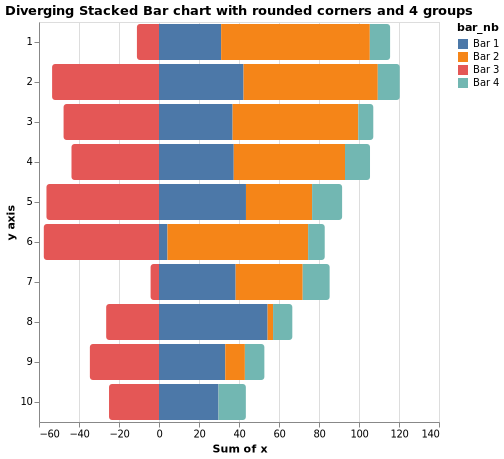 Diverging Stacked Bar chart with rounded corners and 4 groups
bar_nb
Bar 1
Bar 2
Bar 3
Bar 4
y axis
1
2
3
4
5
6
7
8
9
10
−60 −40 −20 0 20 40 60 80 100 120 140
Sum of x